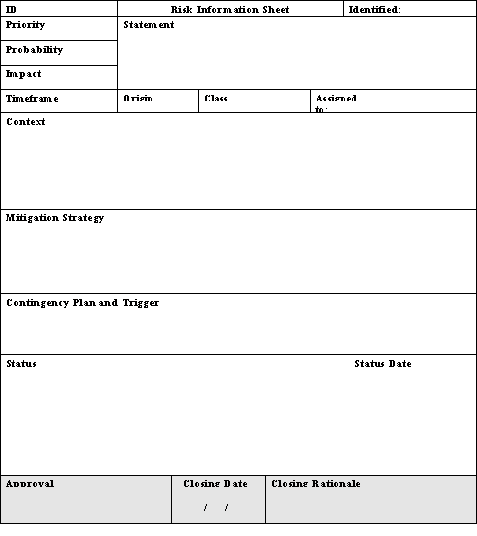 ID Risk Information Sheet Identified:
Priority Statement
Probability
Impact
Timeframe Origin Class Assigned
to:
Context
Mitigation Strategy
Contingency Plan and Trigger
Status Status Date
Approval Closing Date Closing Rationale
/ /